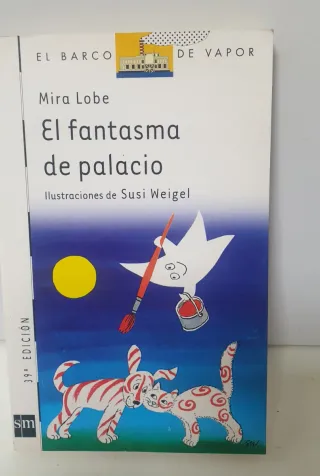 EL BARCO DE VAPOR
Mira Lobe
El fantasma
de palacio
Ilustraciones de Susi Weigel
39ª EDICIÓN
sm